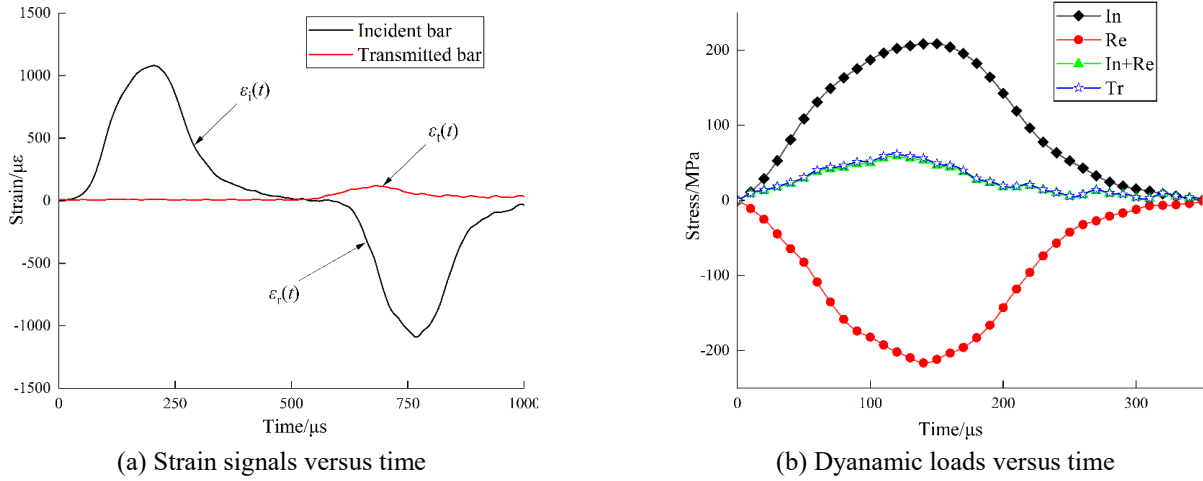 1500
1000
500
0
-500
-1000
-1500
Strain/με
Incident bar
Transmitted bar
εi(t)
εt(t)
εr(t)
0
250
500
750
1000
Time/μs
(a) Strain signals versus time
200
100
0
-100
-200
Stress/MPa
In
Re
In+Re
Tr
0
100
200
300
Time/μs
(b) Dyanamic loads versus time